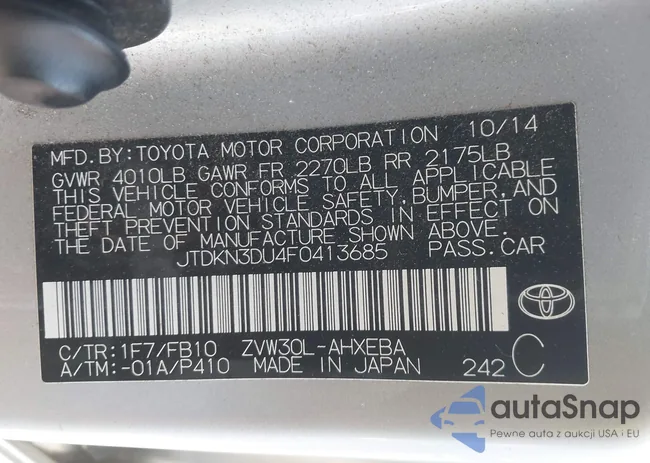 MFD.BY:TOYOTA MOTOR CORPORATION 10/14
GVWR 4010LB GAWR FR 2270LB RR 2175LB
THIS VEHICLE CONFORMS TO ALL APPLICABLE
FEDERAL MOTOR VEHICLE SAFETY, BUMPER, AND
THEFT PREVENTION STANDARDS IN EFFECT ON
THE DATE OF MANUFACTURE SHOWN ABOVE.
JTDKN3DU4F0413685 PASS.CAR
C/TR:1F7/FB10 ZVW30L-AHXEBA
A/TM:-01A/P410 MADE IN JAPAN 242 C
autaSnap
Pewne auta z aukcji USA i EU